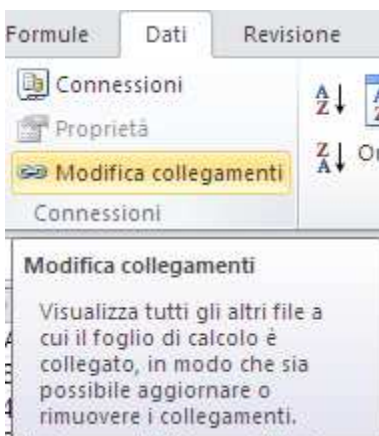 Formule Dati Revisione
Connessioni
Proprietà
Modifica collegamenti
Connessioni
A
Z
Z
A
Or
Modifica collegamenti
Visualizza tutti gli altri file a
cui il foglio di calcolo è
collegato, in modo che sia
possibile aggiornare o
rimuovere i collegamenti.